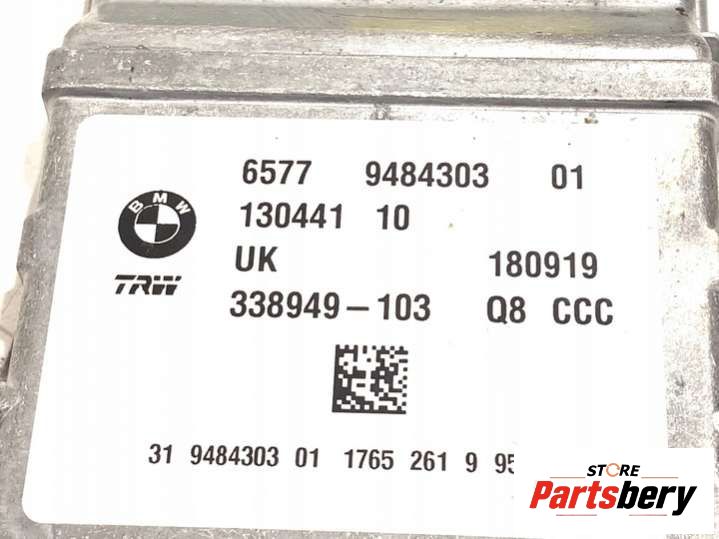 6577 9484303 01
BMW
130441 10
UK 180919
TRW
338949-103 Q8 CCC
31 9484303 01 1765 261 9
STORE
Partsbery